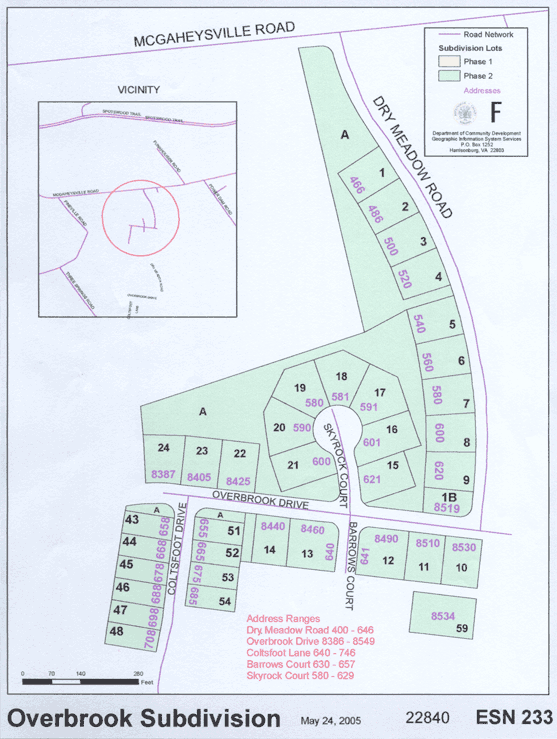 MCGAHEYSVILLE ROAD
Road Network
Subdivision Lots
Phase 1
Phase 2
Addresses
F
Department of Community Development
Geographic Information System Services
P.O. Box 1252
Harrisonburg, VA 22803
VICINITY
MCGAHEYSVILLE ROAD
DRY MEADOW ROAD
A
1
466
2
486
3
500
4
520
5
540
6
560
7
580
8
600
9
620
1B
8519
18
581
19
580
17
591
20
590
16
601
21
600
15
621
SKYROCK COURT
A
24
8387
23
8405
22
8425
OVERBROOK DRIVE
COLTSFOOT DRIVE
BARROWS COURT
A
43
658
44
668
45
678
46
688
47
698
48
708
A
51
655
52
665
53
675
54
685
8440
14
8460
13
640
8490
12
641
8510
11
8530
10
8534
59
Address Ranges
Dry. Meadow Road 400 - 646
Overbrook Drive 8386 - 8549
Coltsfoot Lane 640 - 746
Barrows Court 630 - 657
Skyrock Court 580 - 629
0 70 140 280
Feet
Overbrook Subdivision May 24, 2005 22840 ESN 233